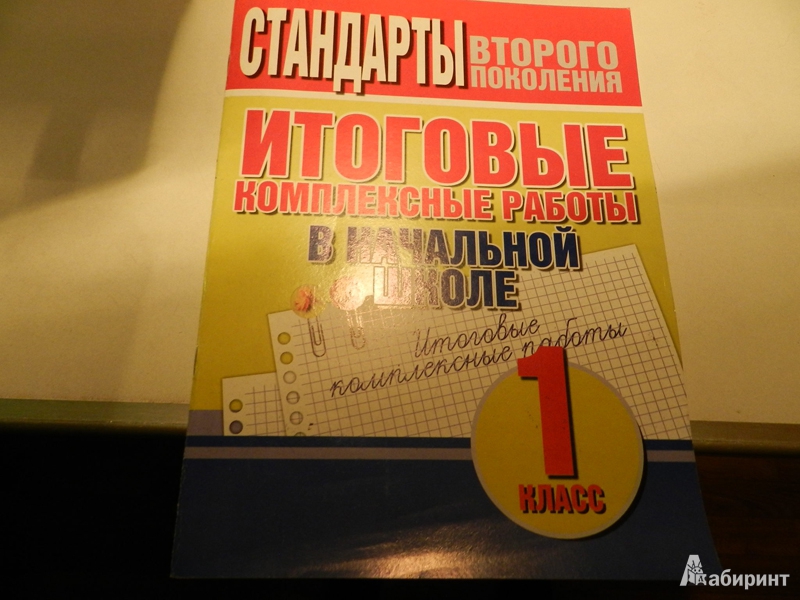 СТАНДАРТЫ ВТОРОГО
ПОКОЛЕНИЯ
ИТОГОВЫЕ
КОМПЛЕКСНЫЕ РАБОТЫ
В НАЧАЛЬНОЙ
ШКОЛЕ
Итоговые
комплексные работы
1
КЛАСС
Лабиринт